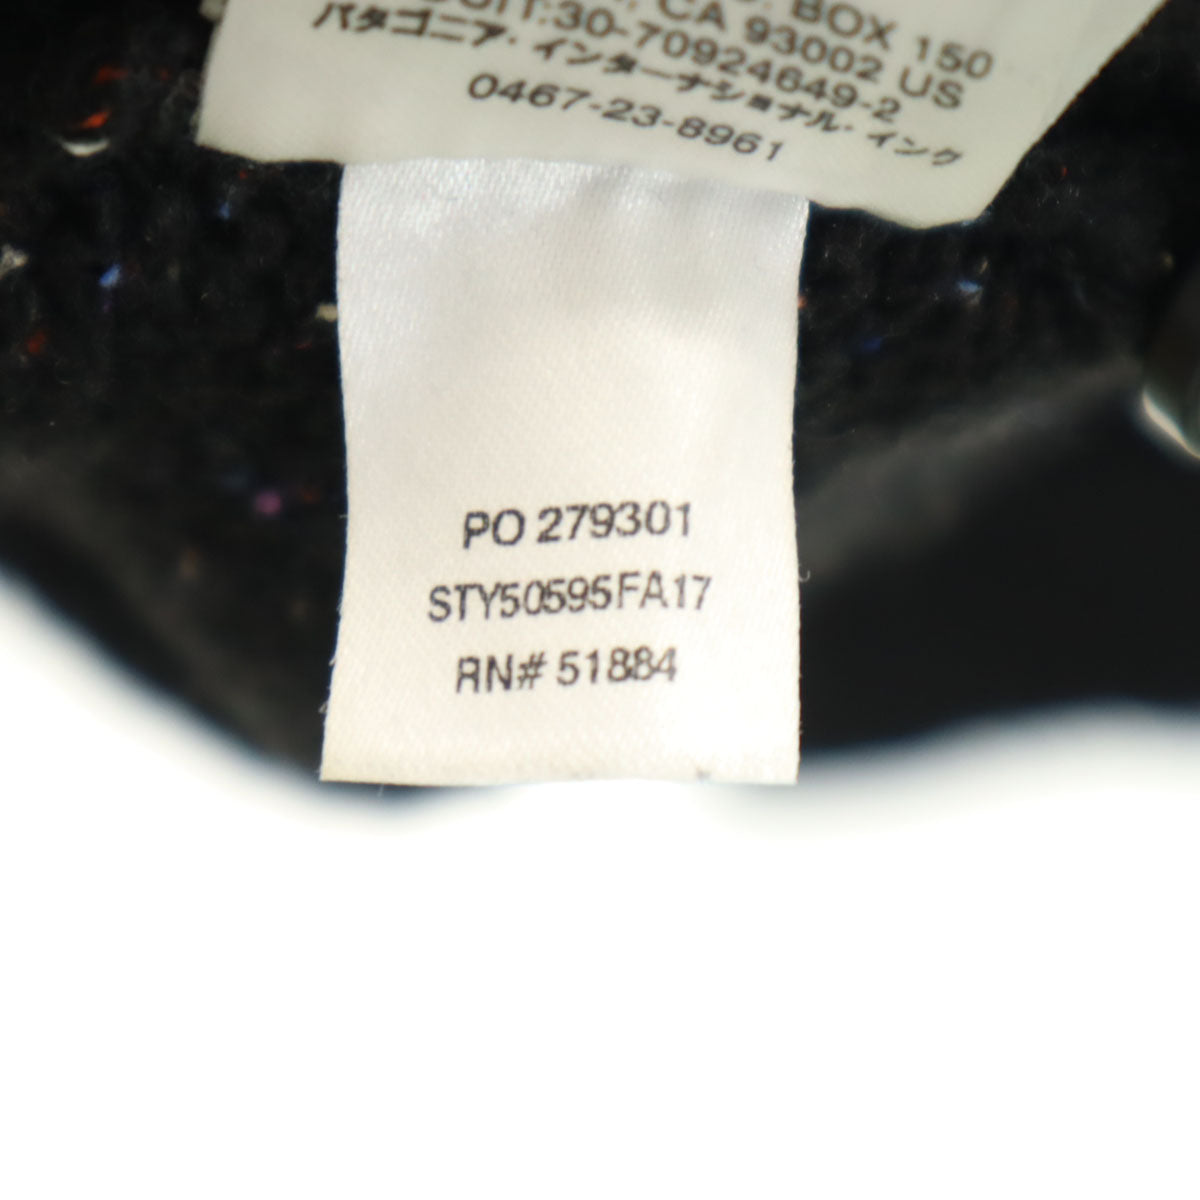 BOX 150
CA 93002 US
:30-70924649-2
パタゴニア・インターナショナル・インク
0467-23-8961
PO 279301
STY50595FA17
RN# 51884